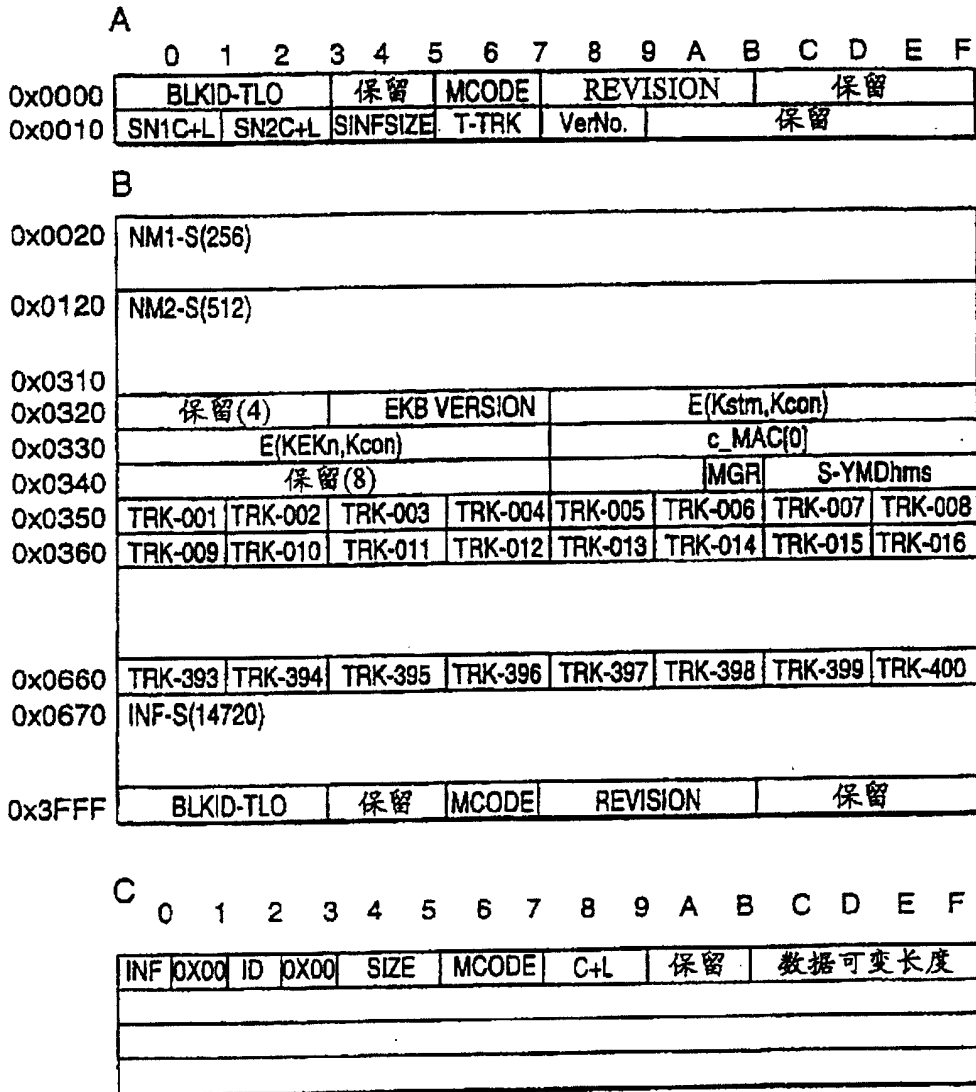 A
0 1 2 3 4 5 6 7 8 9 A B C D E F
0x0000 BLKID-TLO 保留 MCODE REVISION 保留
0x0010 SN1C+L SN2C+L SINFSIZE T-TRK VerNo. 保留
B
0x0020 NM1-S(256)
0x0120 NM2-S(512)
0x0310
0x0320 保留(4) EKB VERSION E(Kstm,Kcon)
0x0330 E(KEKn,Kcon) c_MAC[0]
0x0340 保留(8) MGR S-YMDhms
0x0350 TRK-001 TRK-002 TRK-003 TRK-004 TRK-005 TRK-006 TRK-007 TRK-008
0x0360 TRK-009 TRK-010 TRK-011 TRK-012 TRK-013 TRK-014 TRK-015 TRK-016
0x0660 TRK-393 TRK-394 TRK-395 TRK-396 TRK-397 TRK-398 TRK-399 TRK-400
0x0670 INF-S(14720)
0x3FFF BLKID-TLO 保留 MCODE REVISION 保留
C
0 1 2 3 4 5 6 7 8 9 A B C D E F
INF 0X00 ID 0X00 SIZE MCODE C+L 保留 数据可变长度